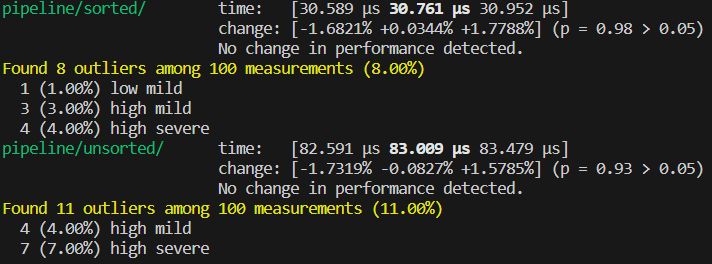 pipeline/sorted/ time: [30.589 µs 30.761 µs 30.952 µs]
change: [-1.6821% +0.0344% +1.7788%] (p = 0.98 > 0.05)
No change in performance detected.
Found 8 outliers among 100 measurements (8.00%)
1 (1.00%) low mild
3 (3.00%) high mild
4 (4.00%) high severe
pipeline/unsorted/ time: [82.591 µs 83.009 µs 83.479 µs]
change: [-1.7319% -0.0827% +1.5785%] (p = 0.93 > 0.05)
No change in performance detected.
Found 11 outliers among 100 measurements (11.00%)
4 (4.00%) high mild
7 (7.00%) high severe